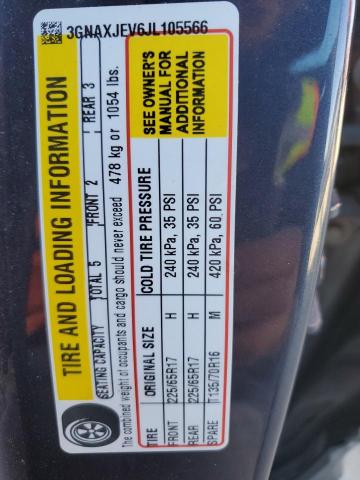 3GNAXJEV6JL105566
TIRE AND LOADING INFORMATION
SEATING CAPACITY TOTAL 5 FRONT 2 REAR 3
The combined weight of occupants and cargo should never exceed 478 kg or 1054 lbs.
TIRE ORIGINAL SIZE COLD TIRE PRESSURE
FRONT 225/65R17 H 240 kPa, 35 PSI
REAR 225/65R17 H 240 kPa, 35 PSI
SPARE T135/70R16 M 420 kPa, 60 PSI
SEE OWNER'S
MANUAL FOR
ADDITIONAL
INFORMATION